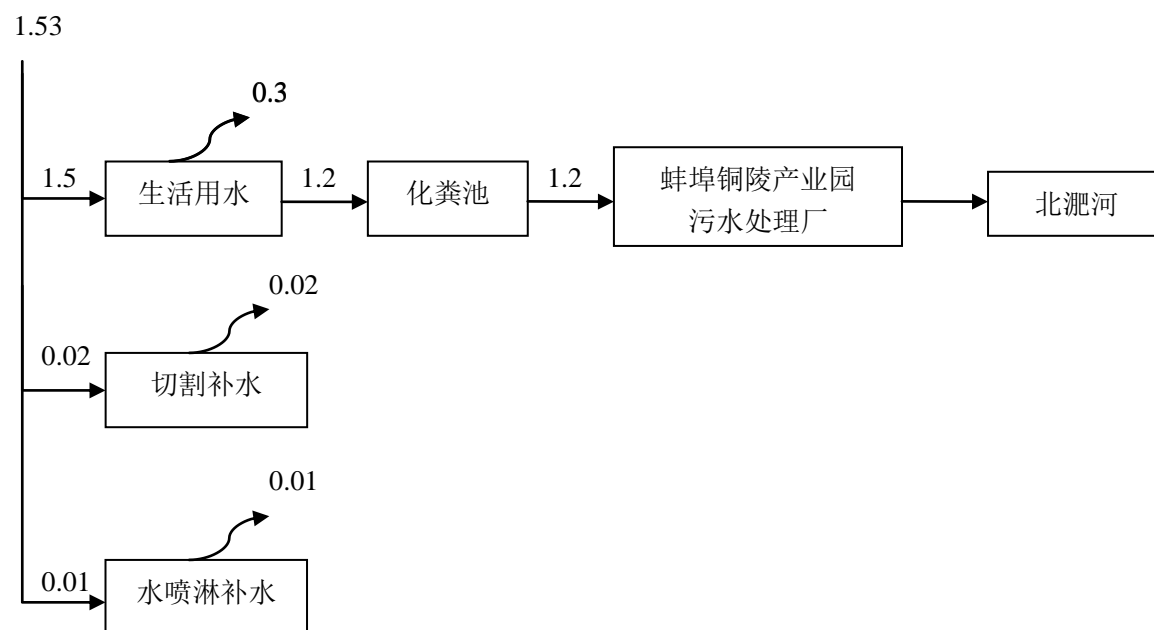 1.53
0.3
1.5
生活用水
1.2
化粪池
1.2
蚌埠铜陵产业园
污水处理厂
北淝河
0.02
0.02
切割补水
0.01
0.01
水喷淋补水